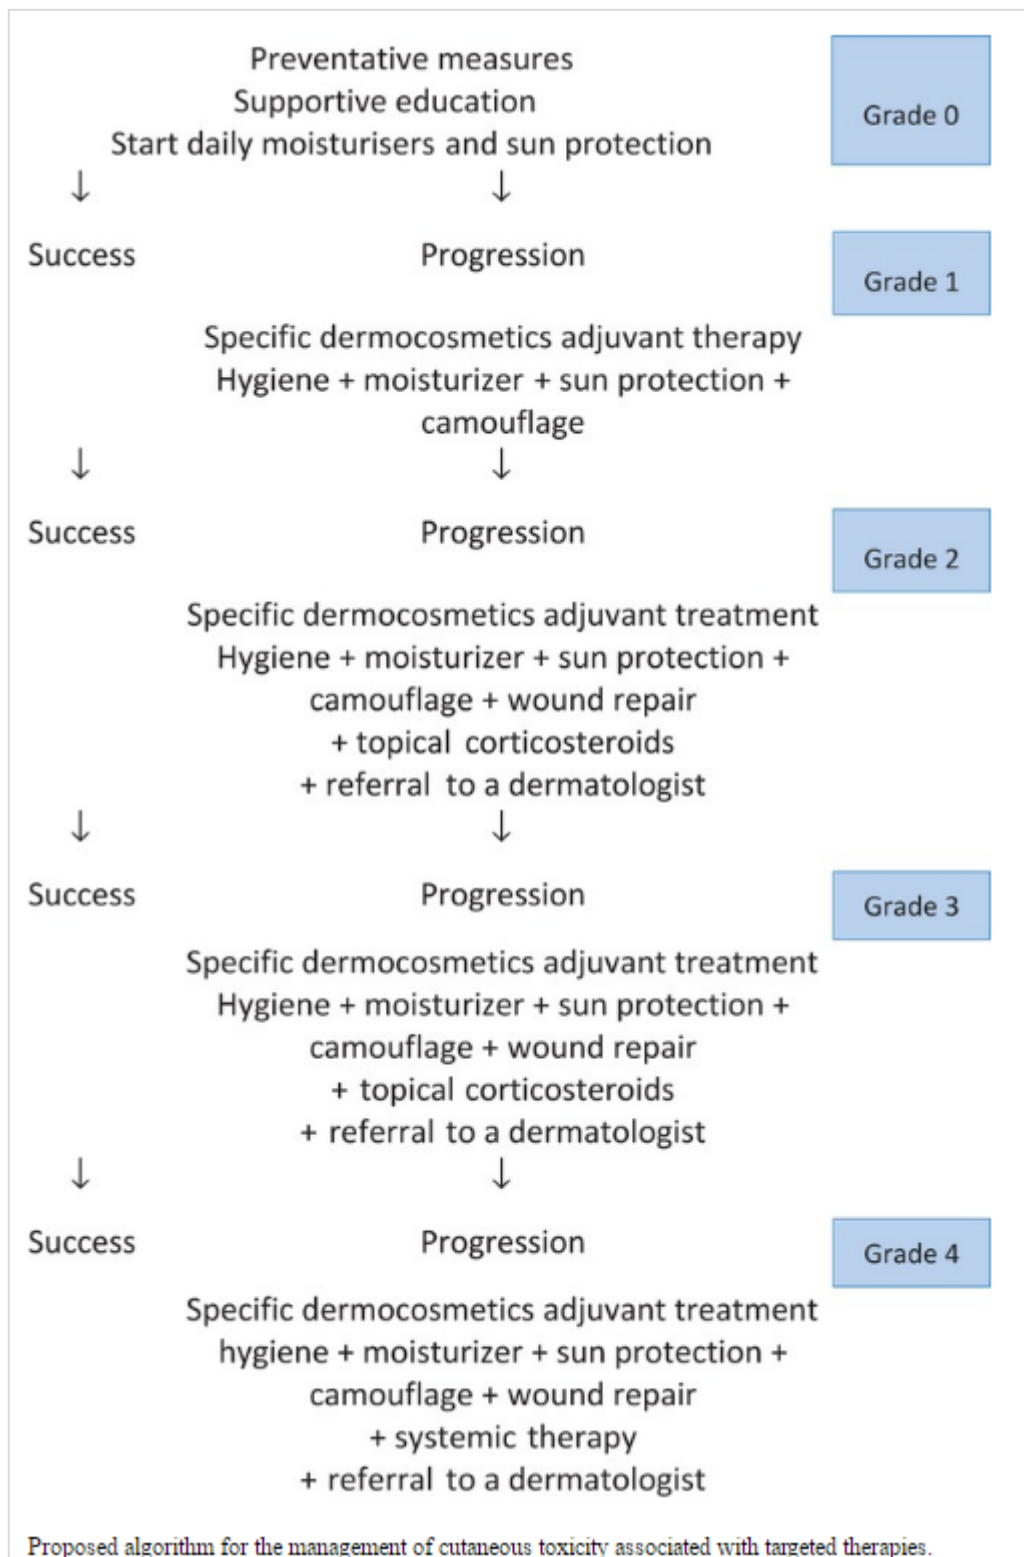 Preventative measures
Supportive education
Grade 0
Start daily moisturisers and sun protection
↓ ↓
Success Progression
Grade 1
Specific dermocosmetics adjuvant therapy
Hygiene + moisturizer + sun protection +
camouflage
↓ ↓
Success Progression
Grade 2
Specific dermocosmetics adjuvant treatment
Hygiene + moisturizer + sun protection +
camouflage + wound repair
+ topical corticosteroids
+ referral to a dermatologist
↓ ↓
Success Progression
Grade 3
Specific dermocosmetics adjuvant treatment
Hygiene + moisturizer + sun protection +
camouflage + wound repair
+ topical corticosteroids
+ referral to a dermatologist
↓ ↓
Success Progression
Grade 4
Specific dermocosmetics adjuvant treatment
hygiene + moisturizer + sun protection +
camouflage + wound repair
+ systemic therapy
+ referral to a dermatologist
Proposed algorithm for the management of cutaneous toxicity associated with targeted therapies.